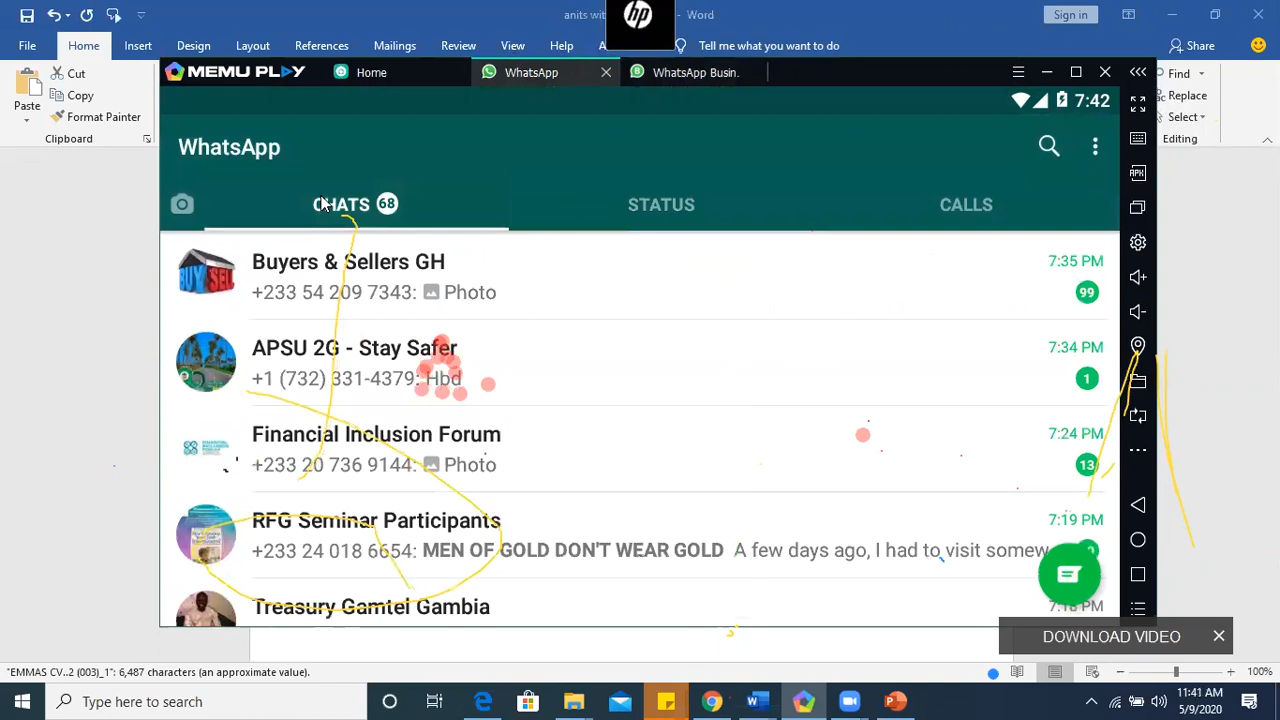 anits wit - Word Sign in
hp
File Home Insert Design Layout References Mailings Review View Help Tell me what you want to do Share
MEMU PLAY Home WhatsApp WhatsApp Busin.
Paste Cut Copy Format Painter
Clipboard
Find
Replace
Select
Editing
7:42
WhatsApp
CHATS 68 STATUS CALLS
Buyers & Sellers GH 7:35 PM
+233 54 209 7343: Photo 99
APSU 2G - Stay Safer 7:34 PM
+1 (732) 331-4379: Hbd 1
Financial Inclusion Forum 7:24 PM
+233 20 736 9144: Photo 13
RFG Seminar Participants 7:19 PM
+233 24 018 6654: MEN OF GOLD DON'T WEAR GOLD A few days ago, I had to visit somew
Treasury Gamtel Gambia 7:18 PM
APK
DOWNLOAD VIDEO
"EMMAS CV..2 (003)_1": 6,487 characters (an approximate value). 100%
Type here to search 11:41 AM
5/9/2020